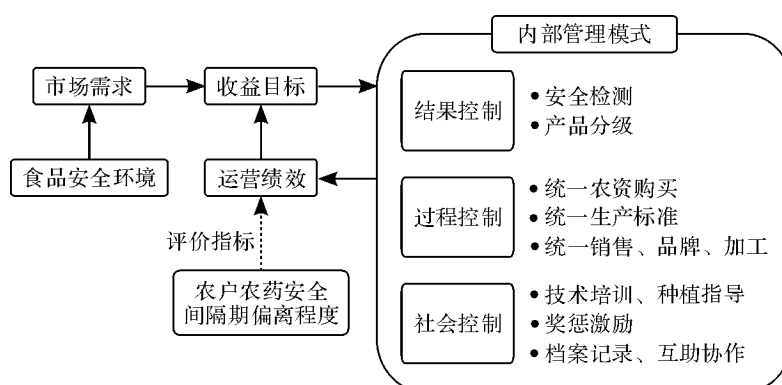 内部管理模式
市场需求
收益目标
结果控制
• 安全检测
• 产品分级
食品安全环境
运营绩效
过程控制
• 统一农资购买
• 统一生产标准
• 统一销售、品牌、加工
评价指标
农户农药安全
间隔期偏离程度
社会控制
• 技术培训、种植指导
• 奖惩激励
• 档案记录、互助协作